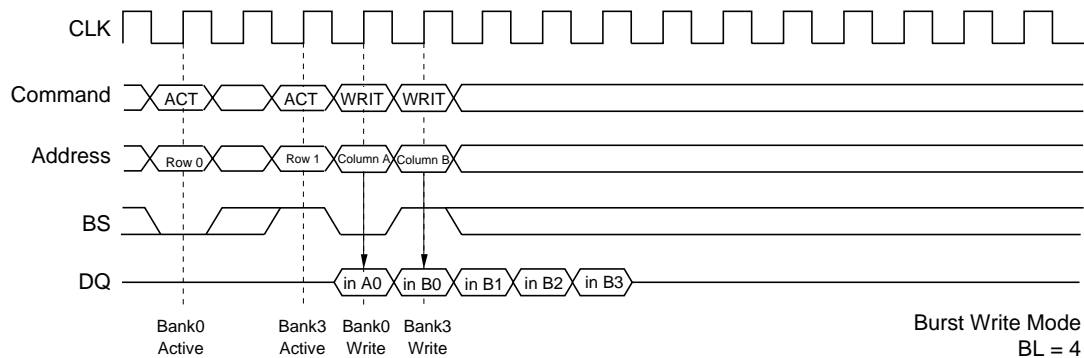 CLK
Command ACT ACT WRIT WRIT
Address Row 0 Row 1 Column A Column B
BS
DQ in A0 in B0 in B1 in B2 in B3
Bank0 Bank3 Bank0 Bank3
Active Active Write Write
Burst Write Mode
BL = 4